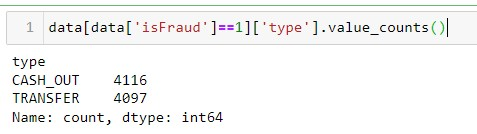 1 data[data['isFraud']==1]['type'].value_counts()
type
CASH_OUT    4116
TRANSFER    4097
Name: count, dtype: int64